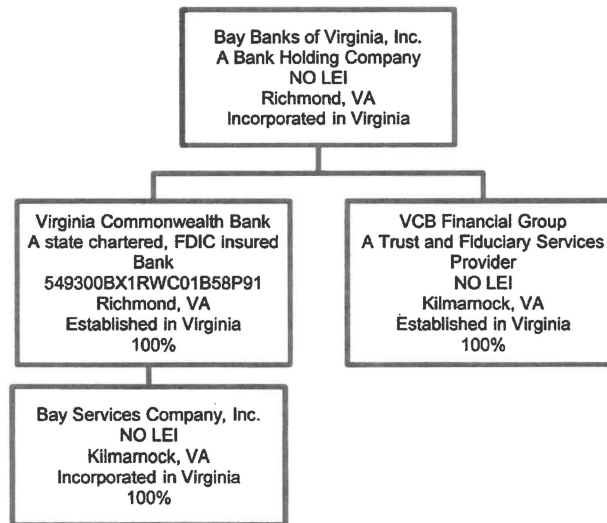 Bay Banks of Virginia, Inc.
A Bank Holding Company
NO LEI
Richmond, VA
Incorporated in Virginia
Virginia Commonwealth Bank
A state chartered, FDIC insured
Bank
549300BX1RWC01B58P91
Richmond, VA
Established in Virginia
100%
VCB Financial Group
A Trust and Fiduciary Services
Provider
NO LEI
Kilmarnock, VA
Established in Virginia
100%
Bay Services Company, Inc.
NO LEI
Kilmarnock, VA
Incorporated in Virginia
100%